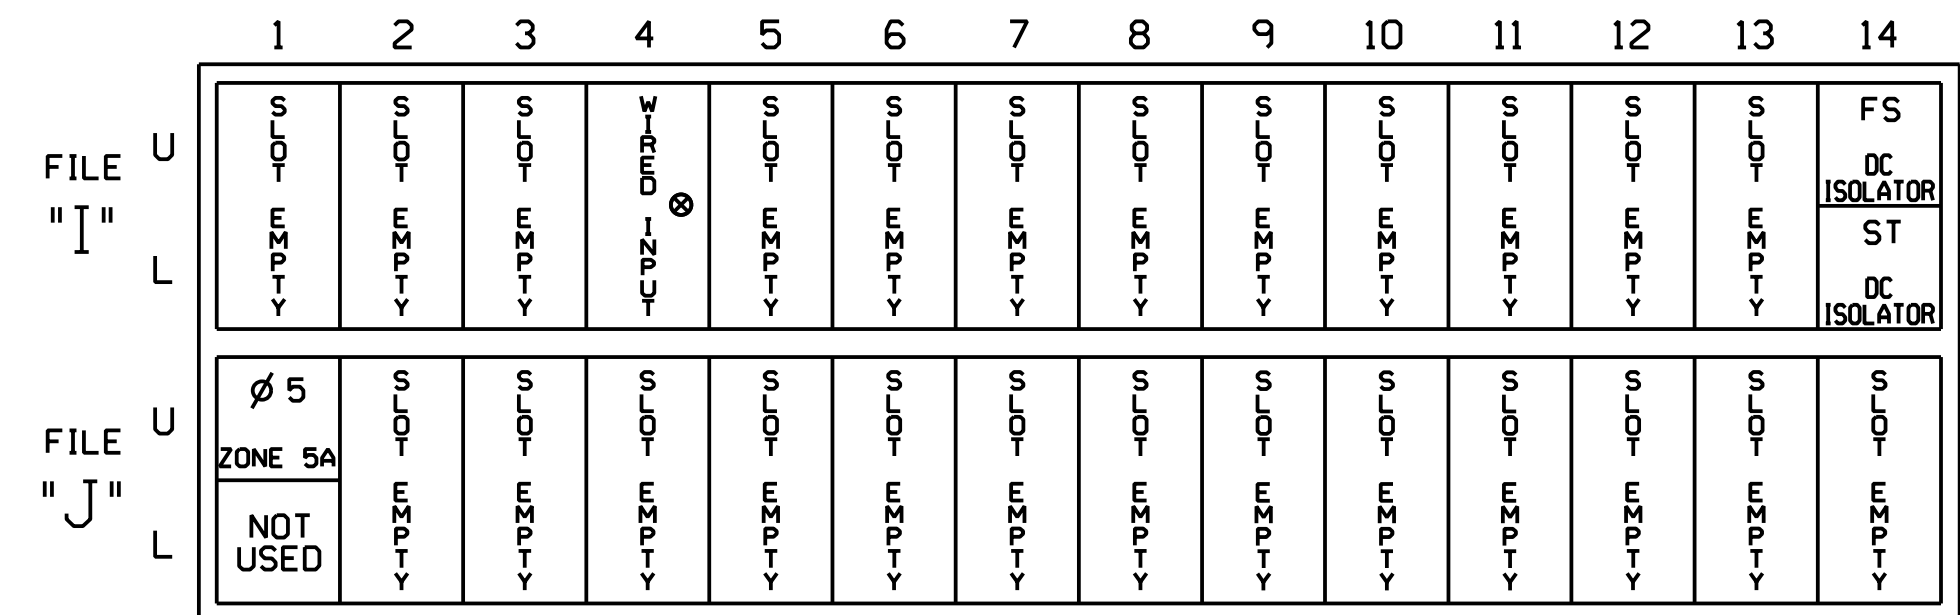 1 2 3 4 5 6 7 8 9 10 11 12 13 14
FILE
"I"
U
L
SLOT EMPTY
SLOT EMPTY
SLOT EMPTY
WIRED INPUT
SLOT EMPTY
SLOT EMPTY
SLOT EMPTY
SLOT EMPTY
SLOT EMPTY
SLOT EMPTY
SLOT EMPTY
SLOT EMPTY
SLOT EMPTY
FS
DC
ISOLATOR
ST
DC
ISOLATOR
FILE
"J"
U
L
Ø 5
ZONE 5A
NOT
USED
SLOT EMPTY
SLOT EMPTY
SLOT EMPTY
SLOT EMPTY
SLOT EMPTY
SLOT EMPTY
SLOT EMPTY
SLOT EMPTY
SLOT EMPTY
SLOT EMPTY
SLOT EMPTY
SLOT EMPTY
SLOT EMPTY